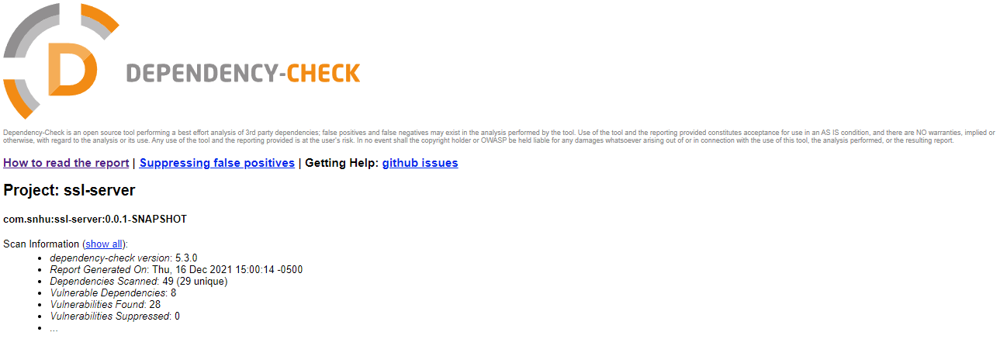 D DEPENDENCY-CHECK
Dependency-Check is an open source tool performing a best effort analysis of 3rd party dependencies; false positives and false negatives may exist in the analysis performed by the tool. Use of the tool and the reporting provided constitutes acceptance for use in an AS IS condition, and there are NO warranties, implied or
otherwise, with regard to the analysis or its use. Any use of the tool and the reporting provided is at the user's risk. In no event shall the copyright holder or OWASP be held liable for any damages whatsoever arising out of or in connection with the use of this tool, the analysis performed, or the resulting report.
How to read the report | Suppressing false positives | Getting Help: github issues
Project: ssl-server
com.snhu:ssl-server:0.0.1-SNAPSHOT
Scan Information (show all):
• dependency-check version: 5.3.0
• Report Generated On: Thu, 16 Dec 2021 15:00:14 -0500
• Dependencies Scanned: 49 (29 unique)
• Vulnerable Dependencies: 8
• Vulnerabilities Found: 28
• Vulnerabilities Suppressed: 0
• ...